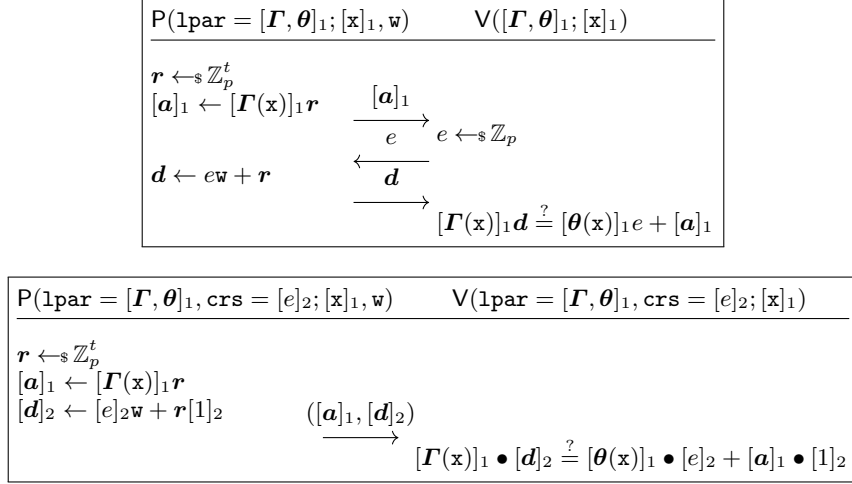 P(lpar = [Γ, θ]₁; [x]₁, w) V([Γ, θ]₁; [x]₁)
r ←$ ℤₚᵗ
[a]₁ ← [Γ(x)]₁r [a]₁
e e ←$ ℤₚ
d ← ew + r d
[Γ(x)]₁d ≟ [θ(x)]₁e + [a]₁
P(lpar = [Γ, θ]₁, crs = [e]₂; [x]₁, w) V(lpar = [Γ, θ]₁, crs = [e]₂; [x]₁)
r ←$ ℤₚᵗ
[a]₁ ← [Γ(x)]₁r
[d]₂ ← [e]₂w + r[1]₂ ([a]₁, [d]₂)
[Γ(x)]₁ • [d]₂ ≟ [θ(x)]₁ • [e]₂ + [a]₁ • [1]₂